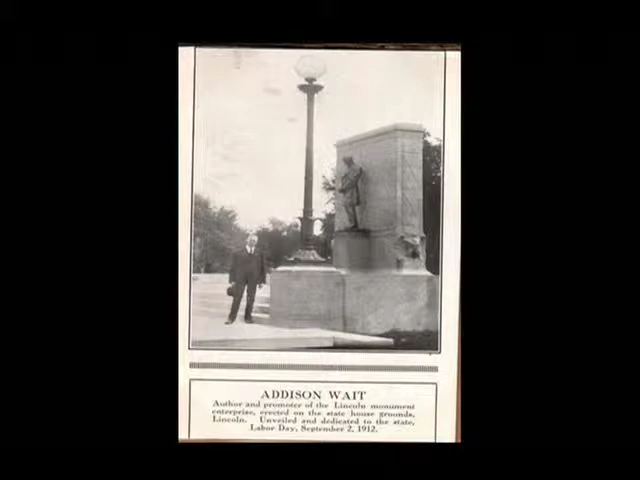 ADDISON WAIT
Author and promoter of the Lincoln monument
enterprise, erected on the state house grounds,
Lincoln. Unveiled and dedicated to the state,
Labor Day, September 2, 1912.